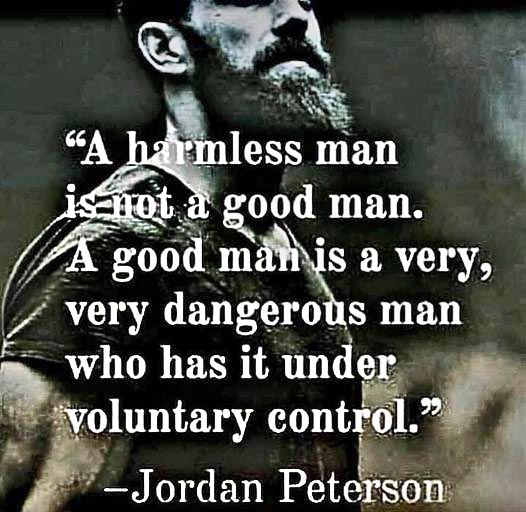 “A harmless man
is not a good man.
A good man is a very,
very dangerous man
who has it under
voluntary control.”
–Jordan Peterson